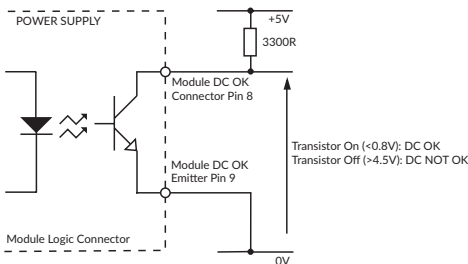 POWER SUPPLY
+5V
3300R
Module DC OK
Connector Pin 8
Transistor On (<0.8V): DC OK
Transistor Off (>4.5V): DC NOT OK
Module DC OK
Emitter Pin 9
Module Logic Connector
0V